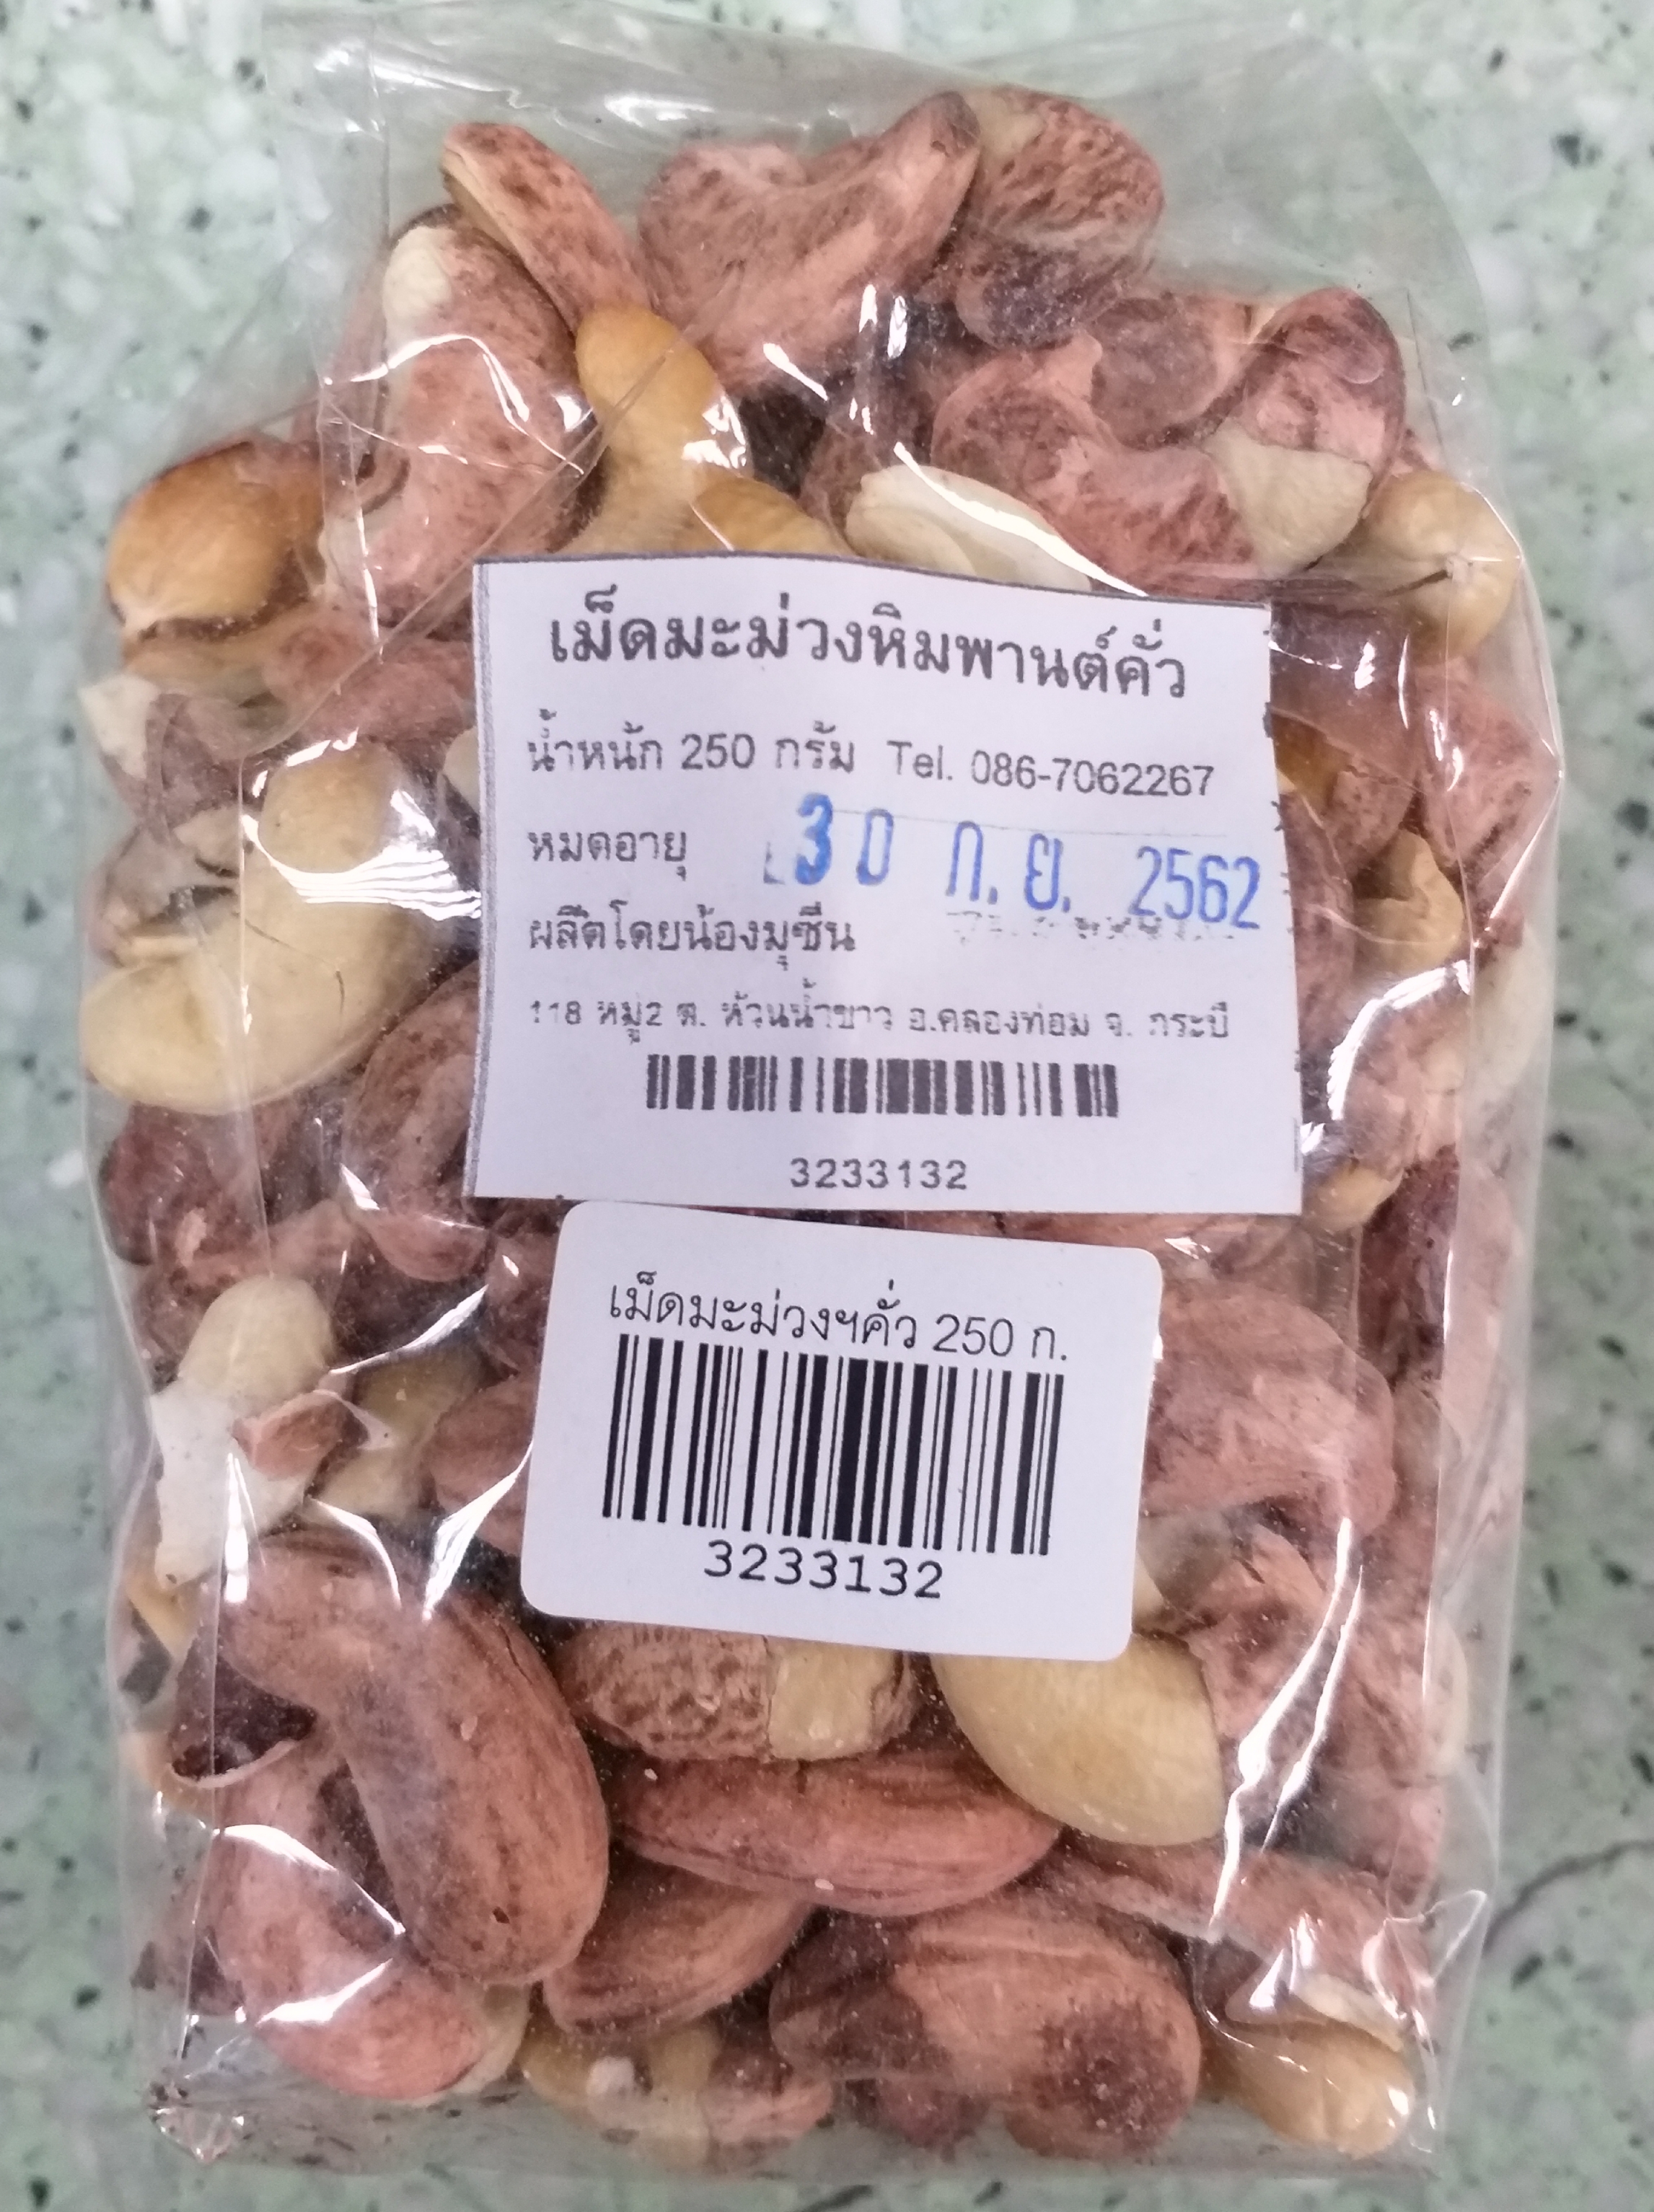 เม็ดมะม่วงหิมพานต์คั่ว
น้ำหนัก 250 กรัม Tel. 086-7062267
หมดอายุ 30 ก.ย. 2562
ผลิตโดยน้องมุซีน
118 หมู่2 ต. ห้วยน้ำขาว อ.คลองท่อม จ. กระบี่
3233132
เม็ดมะม่วงฯคั่ว 250 ก.
3233132